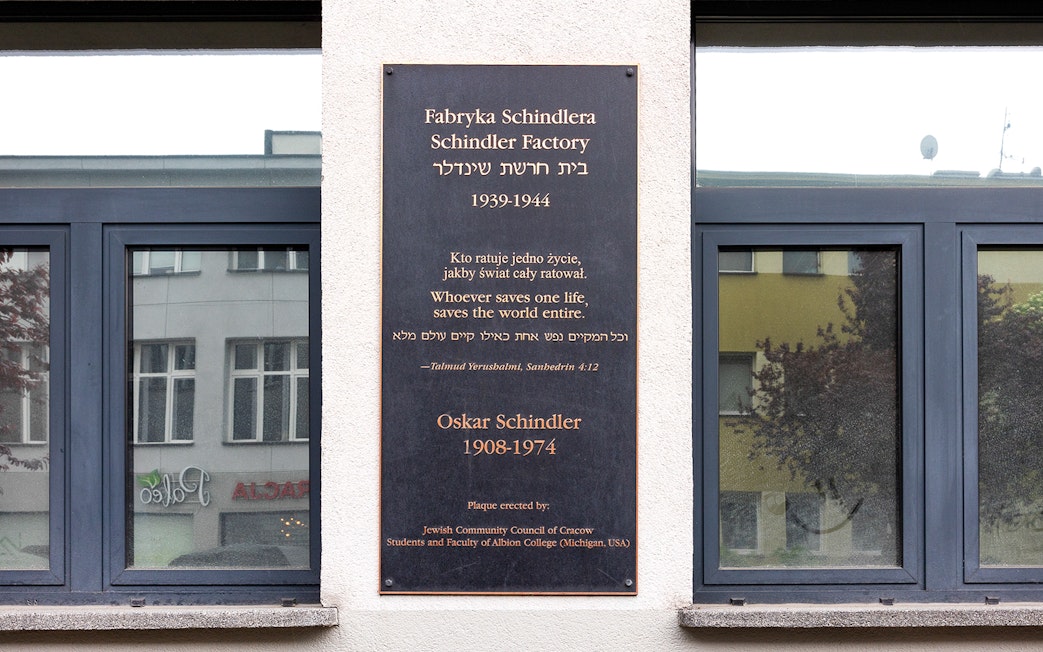 Fabryka Schindlera
Schindler Factory
בית חרשת שינדלר
1939-1944
Kto ratuje jedno życie,
jakby świat cały ratował.
Whoever saves one life,
saves the world entire.
וכל המקיים נפש אחת כאילו קיים עולם מלא
—Talmud Yerushalmi, Sanhedrin 4:12
Oskar Schindler
1908-1974
Plaque erected by:
Jewish Community Council of Cracow
Students and Faculty of Albion College (Michigan, USA)
Paleo